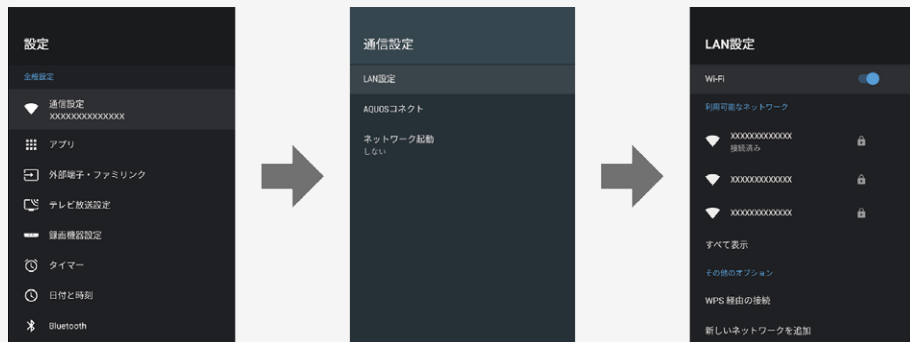 設定
全般設定
通信設定
XXXXXXXXXXXXXX
アプリ
外部端子・ファミリンク
テレビ放送設定
録画機器設定
タイマー
日付と時刻
Bluetooth
通信設定
LAN設定
AQUOSコネクト
ネットワーク起動
しない
LAN設定
Wi-Fi
利用可能なネットワーク
XXXXXXXXXXXX
接続済み
XXXXXXXXXXXX
XXXXXXXXXXXX
すべて表示
その他のオプション
WPS 経由の接続
新しいネットワークを追加